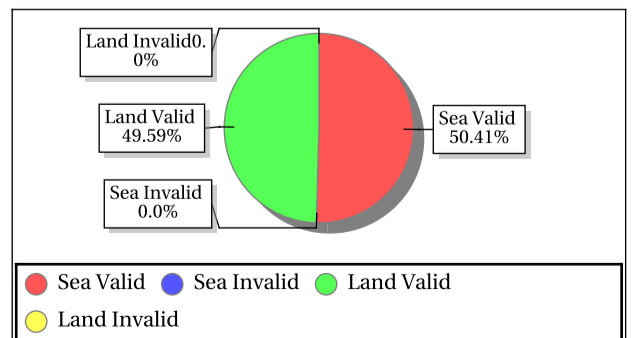 Land Invalid0.
0%
Land Valid
49.59%
Sea Valid
50.41%
Sea Invalid
0.0%
Sea Valid
Sea Invalid
Land Valid
Land Invalid